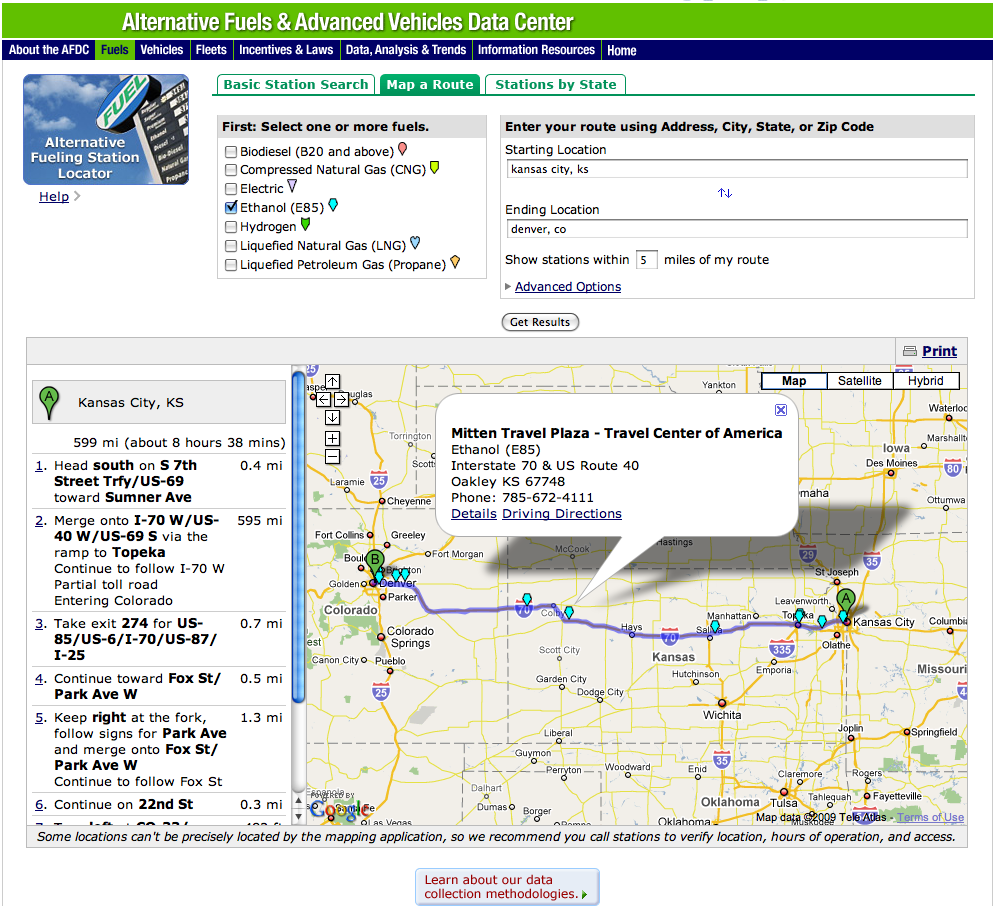 Alternative Fuels & Advanced Vehicles Data Center
About the AFDC Fuels Vehicles Fleets Incentives & Laws Data, Analysis & Trends Information Resources Home
FUEL
Alternative
Fueling Station
Locator
Help
Basic Station Search Map a Route Stations by State
First: Select one or more fuels.
Biodiesel (B20 and above)
Compressed Natural Gas (CNG)
Electric
Ethanol (E85)
Hydrogen
Liquefied Natural Gas (LNG)
Liquefied Petroleum Gas (Propane)
Enter your route using Address, City, State, or Zip Code
Starting Location
kansas city, ks
Ending Location
denver, co
Show stations within 5 miles of my route
Advanced Options
Get Results
Print
A Kansas City, KS
599 mi (about 8 hours 38 mins)
1. Head south on S 7th 0.4 mi
Street Trfy/US-69
toward Sumner Ave
2. Merge onto I-70 W/US- 595 mi
40 W/US-69 S via the
ramp to Topeka
Continue to follow I-70 W
Partial toll road
Entering Colorado
3. Take exit 274 for US- 0.7 mi
85/US-6/I-70/US-87/
I-25
4. Continue toward Fox St/ 0.5 mi
Park Ave W
5. Keep right at the fork, 1.3 mi
follow signs for Park Ave
and merge onto Fox St/
Park Ave W
Continue to follow Fox St
6. Continue on 22nd St 0.3 mi
Map Satellite Hybrid
Mitten Travel Plaza - Travel Center of America
Ethanol (E85)
Interstate 70 & US Route 40
Oakley KS 67748
Phone: 785-672-4111
Details Driving Directions
Yankton
Waterloo
Iowa
Des Moines
80
Ottumwa
Torrington
Laramie
25
Cheyenne
Fort Collins
Greeley
Fort Morgan
McCook
Hastings
29
35
St Joseph
B
Golden
Denver
Parker
Colorado
Colorado
Springs
Canon City
Pueblo
25
70
Hays
70
Manhattan
Leavenworth
A
Kansas City
Olathe
335
Emporia
Scott City
Kansas
Garden City
Dodge City
Hutchinson
Wichita
Missouri
Joplin
Springfield
Liberal
Guymon
Perryton
Woodward
Enid
35
Claremore
Rogers
Dalhart
Dumas
Borger
Oklahoma
Tulsa
Tahlequah
Fayetteville
POWERED BY
Google
Las Vegas
Map data ©2009 Tele Atlas - Terms of Use
Some locations can't be precisely located by the mapping application, so we recommend you call stations to verify location, hours of operation, and access.
Learn about our data
collection methodologies.